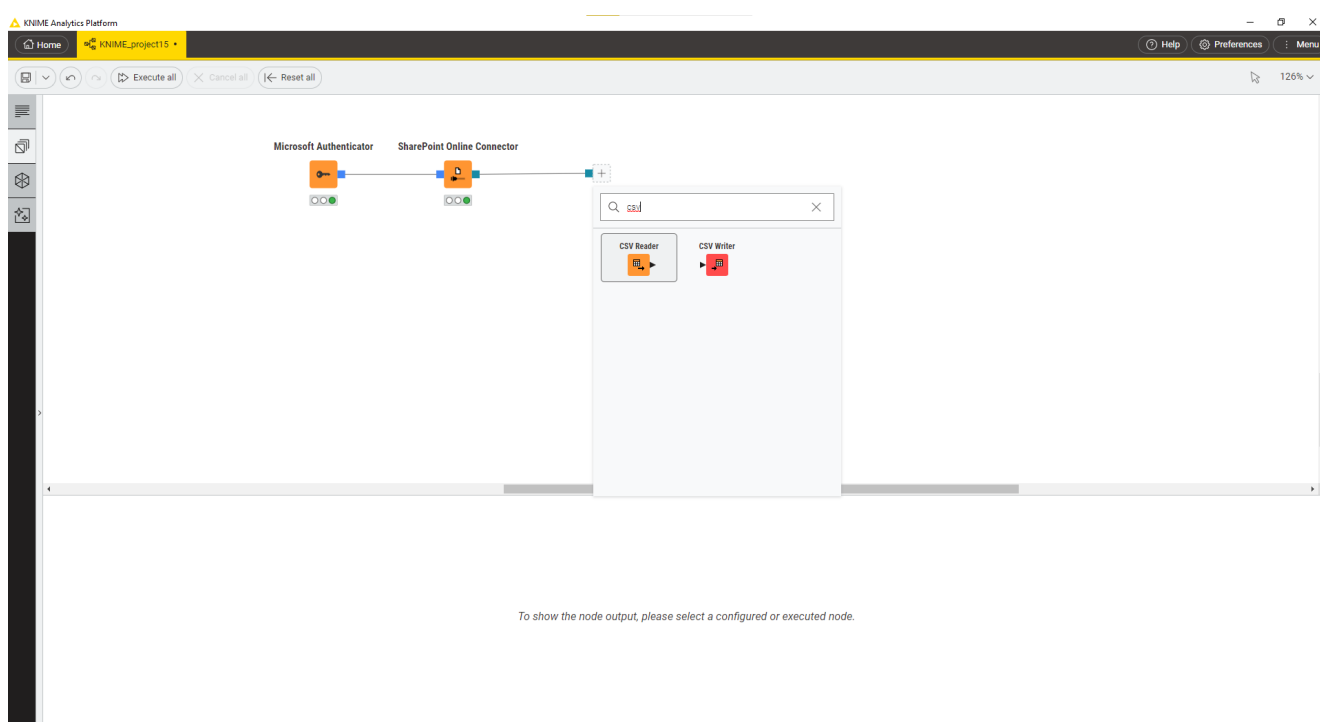 KNIME Analytics Platform
Home
KNIME_project15
Help
Preferences
Menu
Execute all
Cancel all
Reset all
126%
Microsoft Authenticator
SharePoint Online Connector
csv
CSV Reader
CSV Writer
To show the node output, please select a configured or executed node.